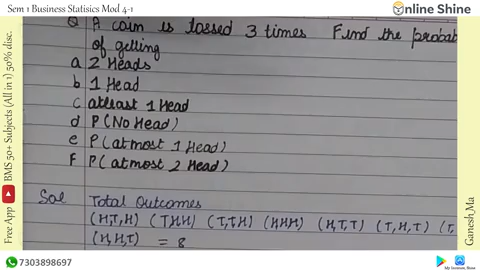 Sem 1 Business Statisics Mod 4-1
Online Shine
Q A coin is tossed 3 times Find the probab
of getting
a 2 Heads
b 1 Head
c atleast 1 Head
d P (No Head)
e P (atmost 1 Head)
F P (atmost 2 Head)
Sol Total Outcomes
(H,T,H) (T,H,H) (T,T,H) (H,H,H) (H,T,T) (T,H,T) (T,
(H,H,T) = 8
Free App BMS 50+ Subjects (All in 1) 50% disc.
Ganesh_Ma
7303898697